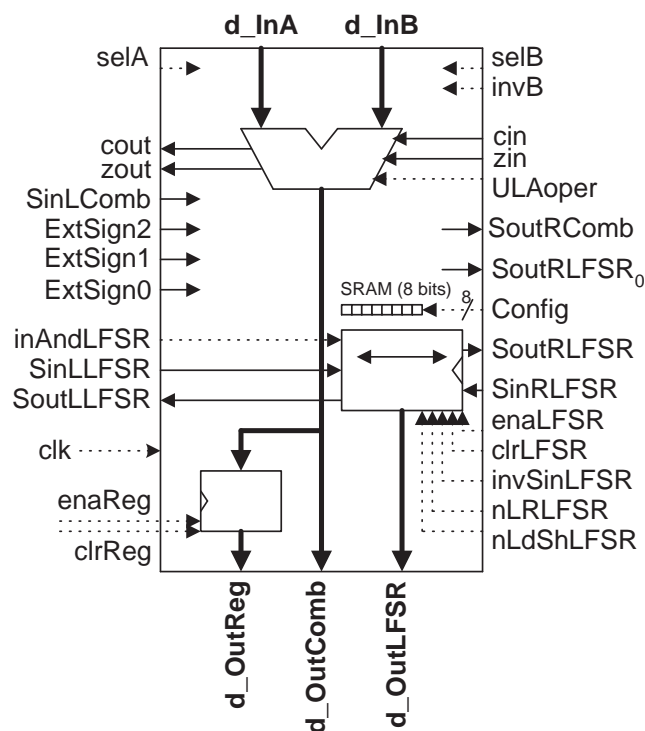 d_InA
d_InB
selA
selB
invB
cout
cin
zout
zin
ULAoper
SinLComb
ExtSign2
SoutRComb
ExtSign1
SoutRLFSR0
ExtSign0
SRAM (8 bits)
8
Config
inAndLFSR
SoutRLFSR
SinLLFSR
SinRLFSR
SoutLLFSR
enaLFSR
clk
clrLFSR
invSinLFSR
enaReg
nLRLFSR
clrReg
nLdShLFSR
d_OutReg
d_OutComb
d_OutLFSR